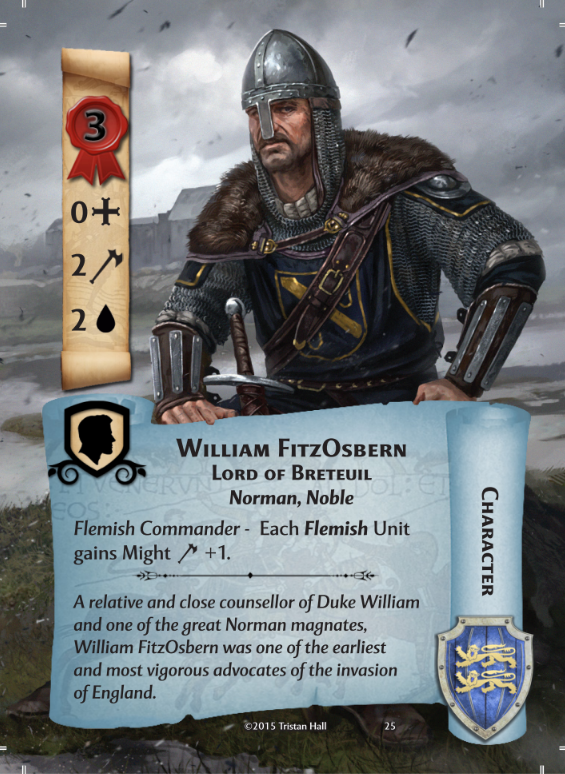 3
0
2
2
William FitzOsbern
Lord of Breteuil
Norman, Noble
Flemish Commander - Each Flemish Unit
gains Might +1.
A relative and close counsellor of Duke William
and one of the great Norman magnates,
William FitzOsbern was one of the earliest
and most vigorous advocates of the invasion
of England.
Character
©2015 Tristan Hall
25